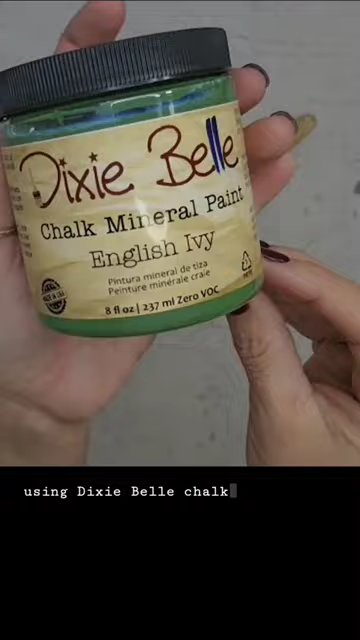 Dixie Belle
Chalk Mineral Paint
English Ivy
Pintura mineral de tiza
Peinture minérale craie
8 fl oz | 237 ml Zero VOC
using Dixie Belle chalk